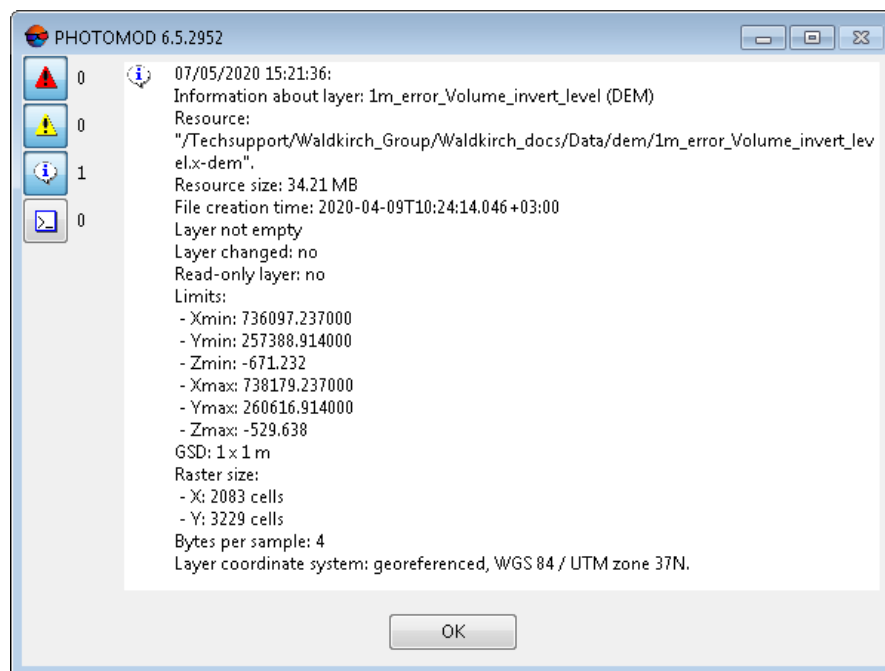 PHOTOMOD 6.5.2952
0
0
1
0
07/05/2020 15:21:36:
Information about layer: 1m_error_Volume_invert_level (DEM)
Resource:
"/Techsupport/Waldkirch_Group/Waldkirch_docs/Data/dem/1m_error_Volume_invert_lev
el.x-dem".
Resource size: 34.21 MB
File creation time: 2020-04-09T10:24:14.046+03:00
Layer not empty
Layer changed: no
Read-only layer: no
Limits:
- Xmin: 736097.237000
- Ymin: 257388.914000
- Zmin: -671.232
- Xmax: 738179.237000
- Ymax: 260616.914000
- Zmax: -529.638
GSD: 1 x 1 m
Raster size:
- X: 2083 cells
- Y: 3229 cells
Bytes per sample: 4
Layer coordinate system: georeferenced, WGS 84 / UTM zone 37N.
OK